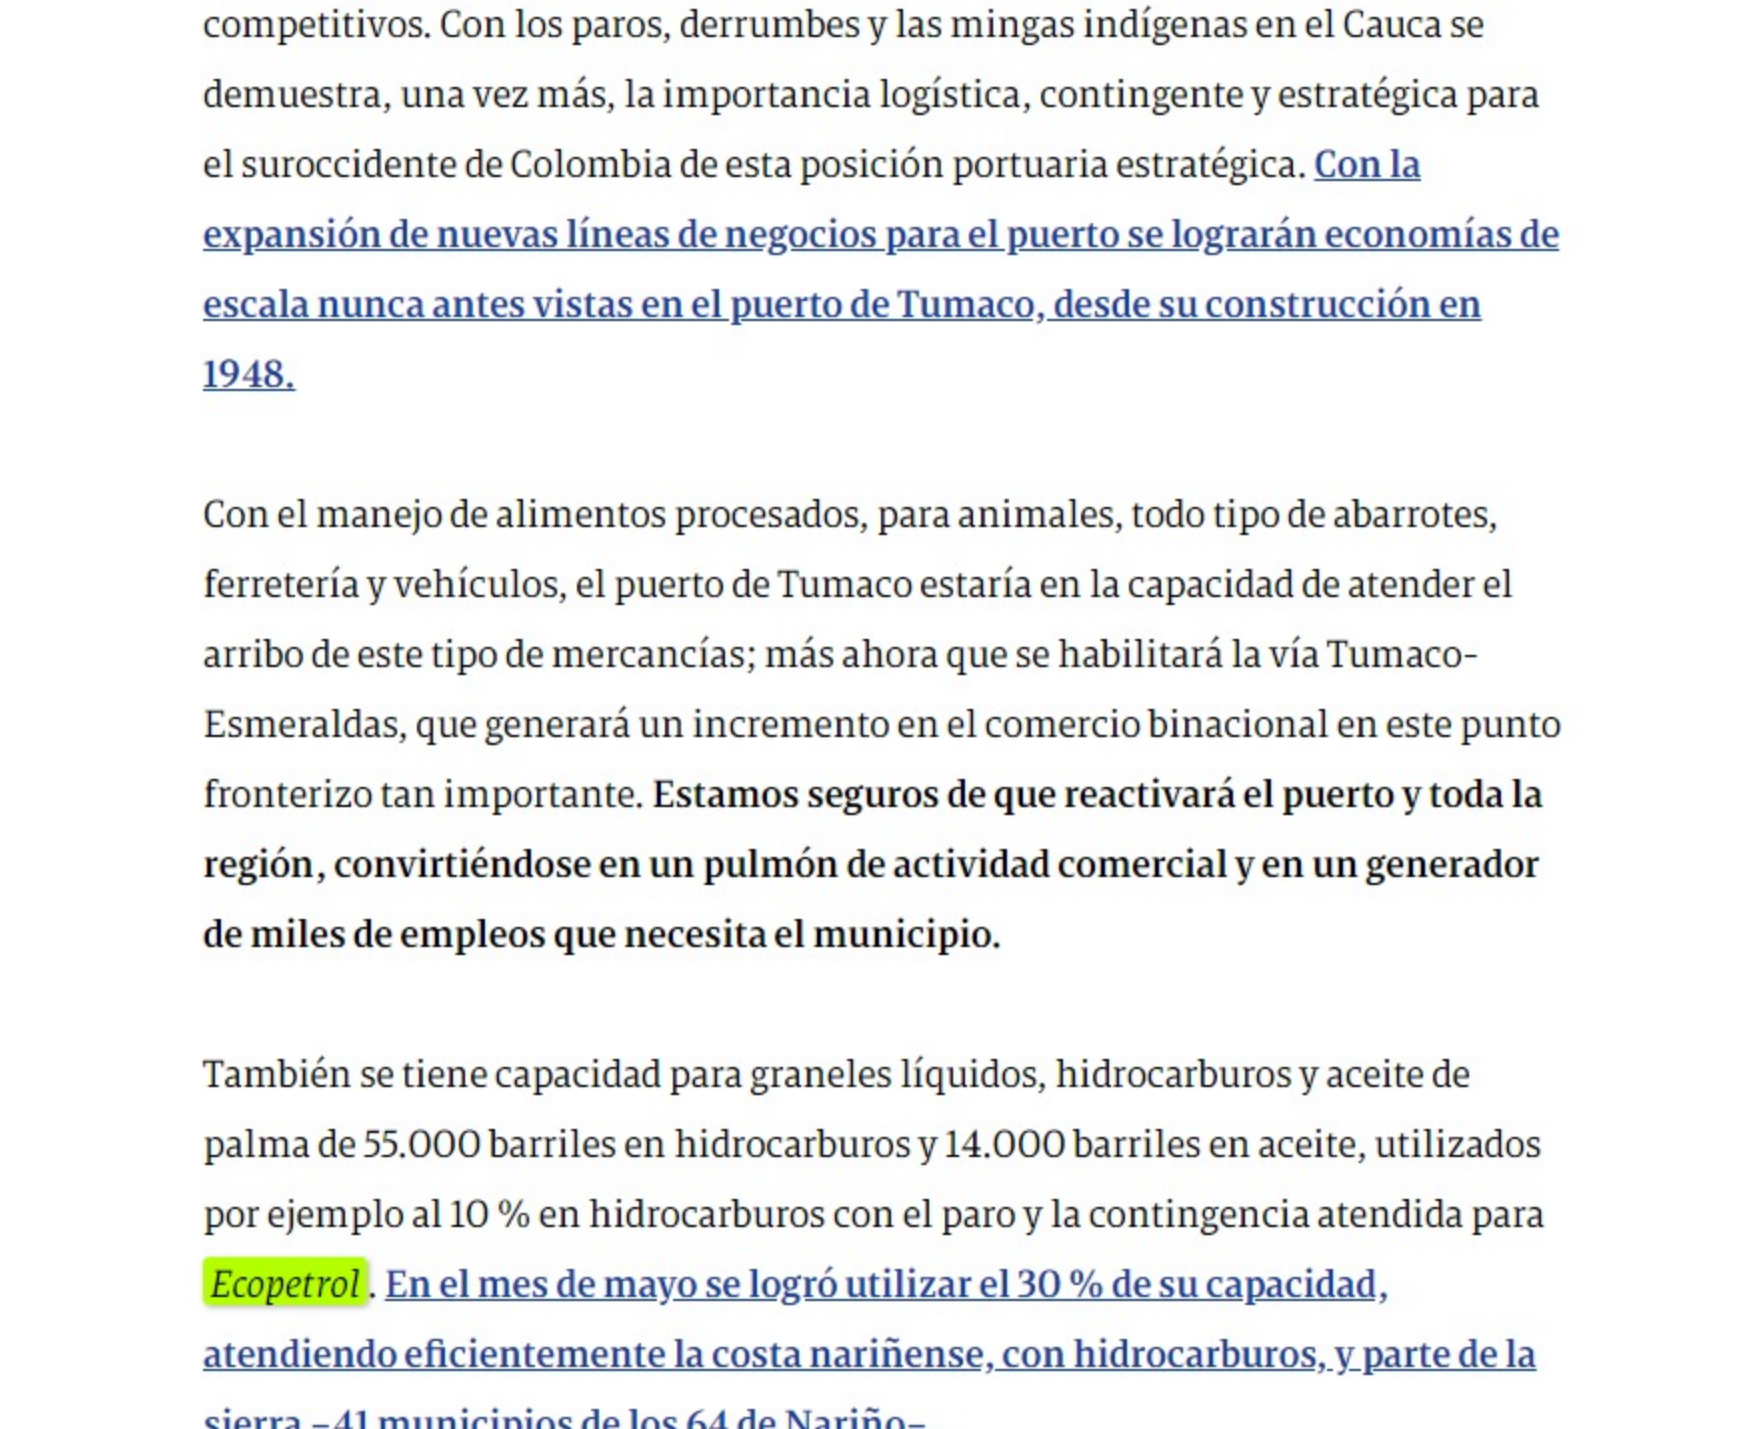 competitivos. Con los paros, derrumbes y las mingas indígenas en el Cauca se
demuestra, una vez más, la importancia logística, contingente y estratégica para
el suroccidente de Colombia de esta posición portuaria estratégica. Con la
expansión de nuevas líneas de negocios para el puerto se lograrán economías de
escala nunca antes vistas en el puerto de Tumaco, desde su construcción en
1948.
Con el manejo de alimentos procesados, para animales, todo tipo de abarrotes,
ferretería y vehículos, el puerto de Tumaco estaría en la capacidad de atender el
arribo de este tipo de mercancías; más ahora que se habilitará la vía Tumaco-
Esmeraldas, que generará un incremento en el comercio binacional en este punto
fronterizo tan importante. Estamos seguros de que reactivará el puerto y toda la
región, convirtiéndose en un pulmón de actividad comercial y en un generador
de miles de empleos que necesita el municipio.
También se tiene capacidad para graneles líquidos, hidrocarburos y aceite de
palma de 55.000 barriles en hidrocarburos y 14.000 barriles en aceite, utilizados
por ejemplo al 10 % en hidrocarburos con el paro y la contingencia atendida para
Ecopetrol. En el mes de mayo se logró utilizar el 30 % de su capacidad,
atendiendo eficientemente la costa nariñense, con hidrocarburos, y parte de la
sierra –41 municipios de los 64 de Nariño–.